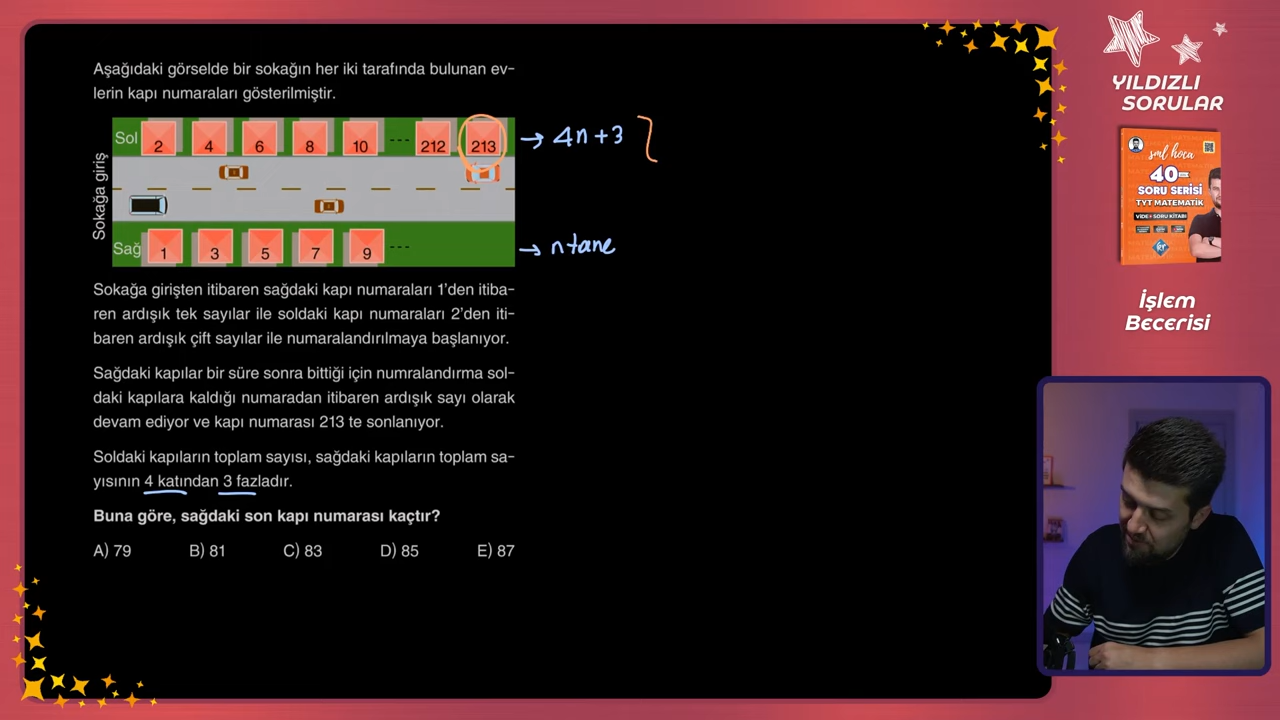 Aşağıdaki görselde bir sokağın her iki tarafında bulunan ev-
lerin kapı numaraları gösterilmiştir.
Sokağa giriş
Sol 2 4 6 8 10 --- 212 213 → 4n+3
Sağ 1 3 5 7 9 --- → n tane
Sokağa girişten itibaren sağdaki kapı numaraları 1'den itiba-
ren ardışık tek sayılar ile soldaki kapı numaraları 2'den iti-
baren ardışık çift sayılar ile numaralandırılmaya başlanıyor.
Sağdaki kapılar bir süre sonra bittiği için numralandırma sol-
daki kapılara kaldığı numaradan itibaren ardışık sayı olarak
devam ediyor ve kapı numarası 213 te sonlanıyor.
Soldaki kapıların toplam sayısı, sağdaki kapıların toplam sa-
yısının 4 katından 3 fazladır.
Buna göre, sağdaki son kapı numarası kaçtır?
A) 79 B) 81 C) 83 D) 85 E) 87
YILDIZLI
SORULAR
sml hoca
40
SORU SERİSİ
TYT MATEMATİK
VİDEO SORU KİTABI
İşlem
Becerisi